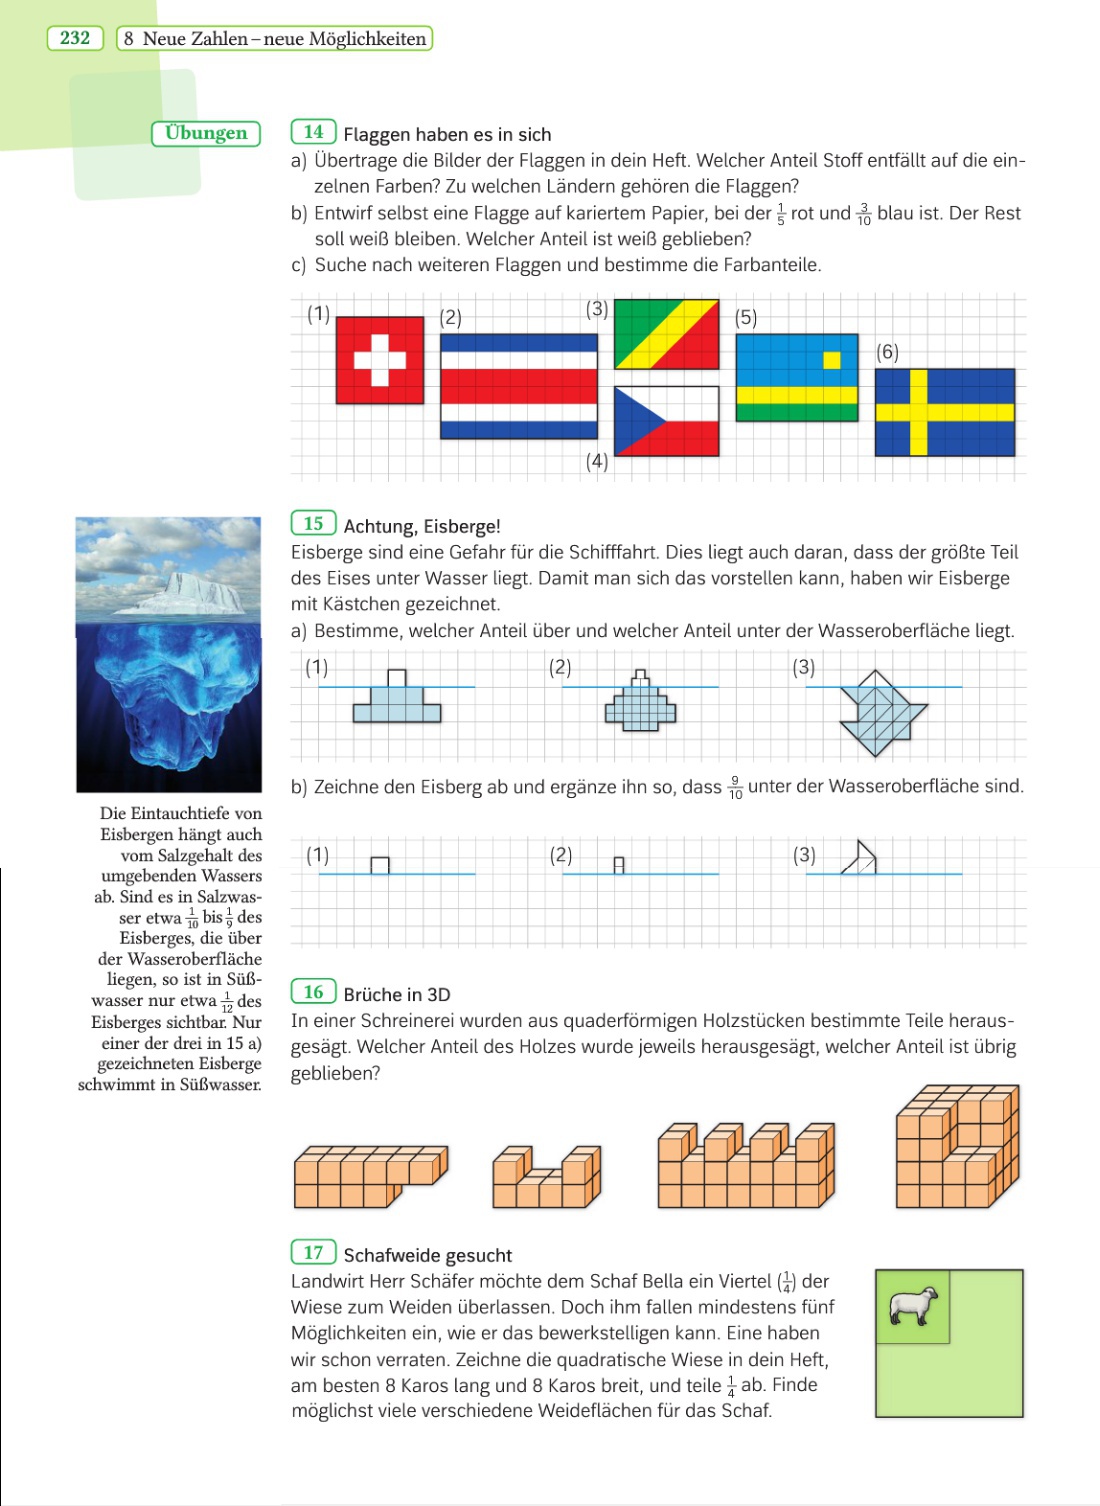 232
8 Neue Zahlen – neue Möglichkeiten
Übungen
14 Flaggen haben es in sich
a) Übertrage die Bilder der Flaggen in dein Heft. Welcher Anteil Stoff entfällt auf die ein-
zelnen Farben? Zu welchen Ländern gehören die Flaggen?
b) Entwirf selbst eine Flagge auf kariertem Papier, bei der 1/5 rot und 3/10 blau ist. Der Rest
soll weiß bleiben. Welcher Anteil ist weiß geblieben?
c) Suche nach weiteren Flaggen und bestimme die Farbanteile.
(1)
(2)
(3)
(4)
(5)
(6)
15 Achtung, Eisberge!
Eisberge sind eine Gefahr für die Schifffahrt. Dies liegt auch daran, dass der größte Teil
des Eises unter Wasser liegt. Damit man sich das vorstellen kann, haben wir Eisberge
mit Kästchen gezeichnet.
a) Bestimme, welcher Anteil über und welcher Anteil unter der Wasseroberfläche liegt.
(1)
(2)
(3)
b) Zeichne den Eisberg ab und ergänze ihn so, dass 9/10 unter der Wasseroberfläche sind.
(1)
(2)
(3)
Die Eintauchtiefe von
Eisbergen hängt auch
vom Salzgehalt des
umgebenden Wassers
ab. Sind es in Salzwas-
ser etwa 1/10 bis 1/9 des
Eisberges, die über
der Wasseroberfläche
liegen, so ist in Süß-
wasser nur etwa 1/12 des
Eisberges sichtbar. Nur
einer der drei in 15 a)
gezeichneten Eisberge
schwimmt in Süßwasser.
16 Brüche in 3D
In einer Schreinerei wurden aus quaderförmigen Holzstücken bestimmte Teile heraus-
gesägt. Welcher Anteil des Holzes wurde jeweils herausgesägt, welcher Anteil ist übrig
geblieben?
17 Schafweide gesucht
Landwirt Herr Schäfer möchte dem Schaf Bella ein Viertel (1/4) der
Wiese zum Weiden überlassen. Doch ihm fallen mindestens fünf
Möglichkeiten ein, wie er das bewerkstelligen kann. Eine haben
wir schon verraten. Zeichne die quadratische Wiese in dein Heft,
am besten 8 Karos lang und 8 Karos breit, und teile 1/4 ab. Finde
möglichst viele verschiedene Weideflächen für das Schaf.